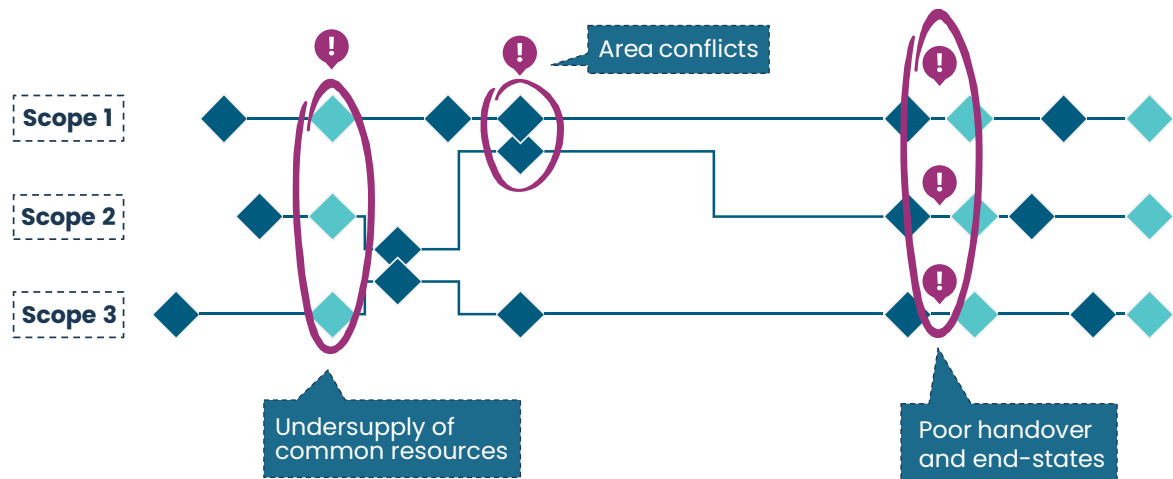 !
!
Area conflicts
!
Scope 1
!
Scope 2
!
Scope 3
Undersupply of
common resources
Poor handover
and end-states